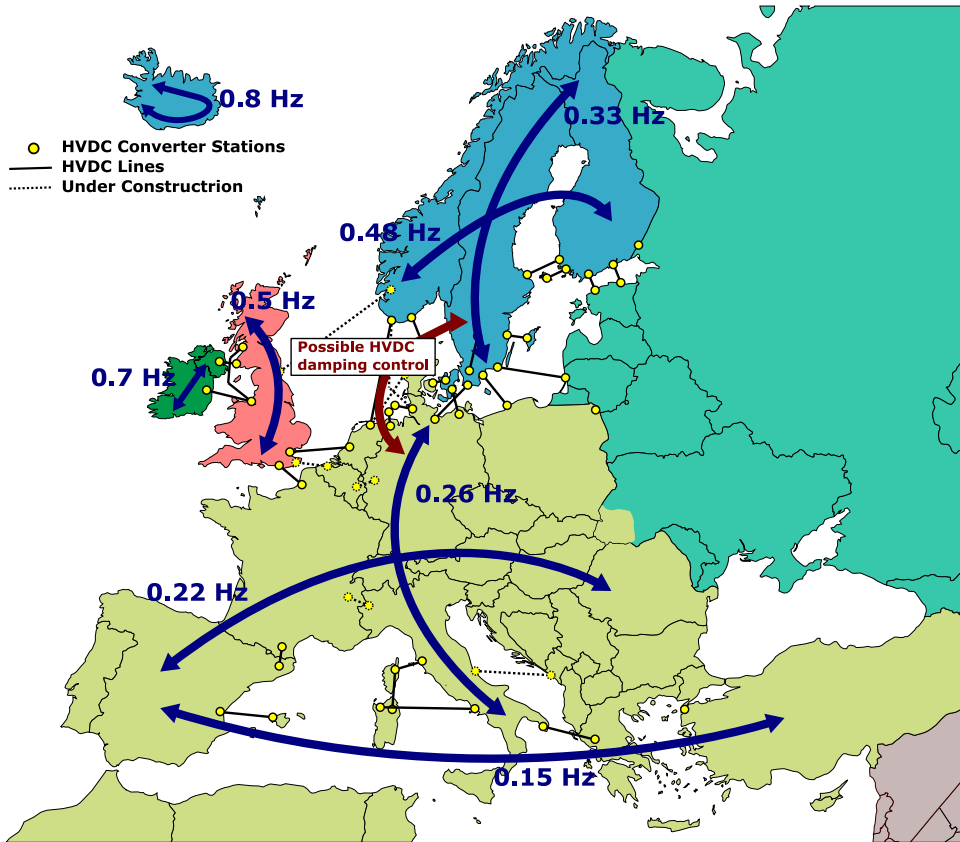 0.8 Hz
HVDC Converter Stations
HVDC Lines
Under Constructrion
0.33 Hz
0.48 Hz
0.5 Hz
Possible HVDC
damping control
0.7 Hz
0.26 Hz
0.22 Hz
0.15 Hz